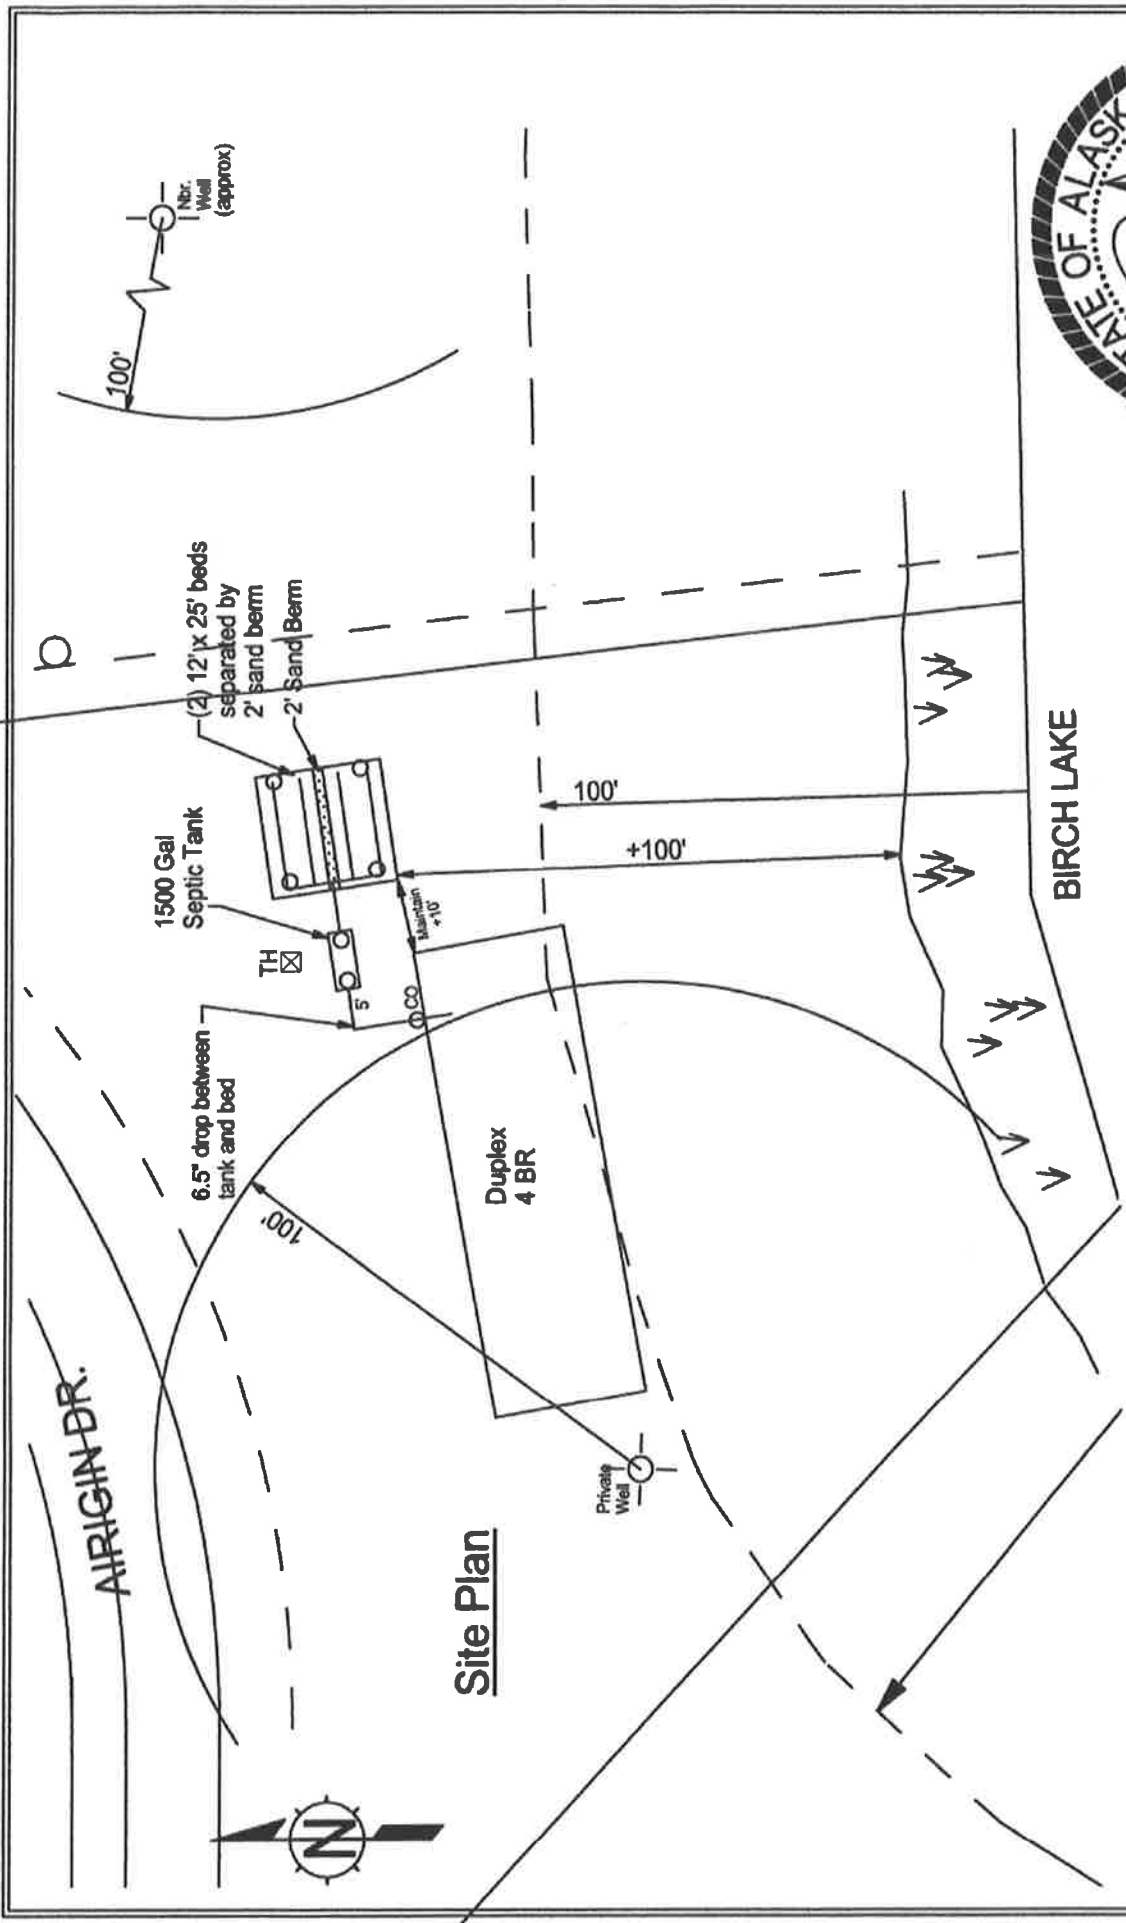 AIRIGIN DR.
6.5" drop between
tank and bed
1500 Gal
Septic Tank
(2) 12' x 25' beds
separated by
2' sand berm
2' Sand Berm
100'
Nbr.
Well
(approx)
TH
5'
CO
Maintain
+10'
100'
Duplex
4 BR
100'
+100'
Private
Well
Site Plan
N
BIRCH LAKE
STATE OF ALASK